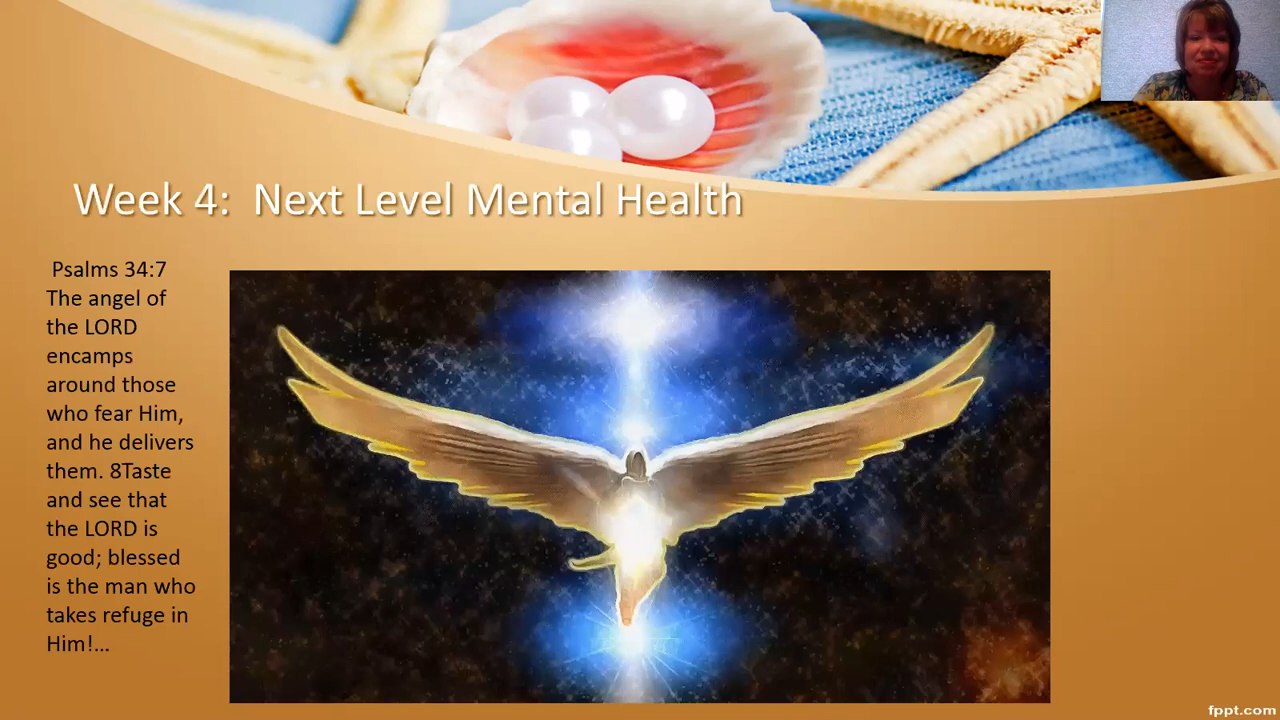 Week 4: Next Level Mental Health
Psalms 34:7
The angel of
the LORD
encamps
around those
who fear Him,
and he delivers
them. 8Taste
and see that
the LORD is
good; blessed
is the man who
takes refuge in
Him!...
fppt.com